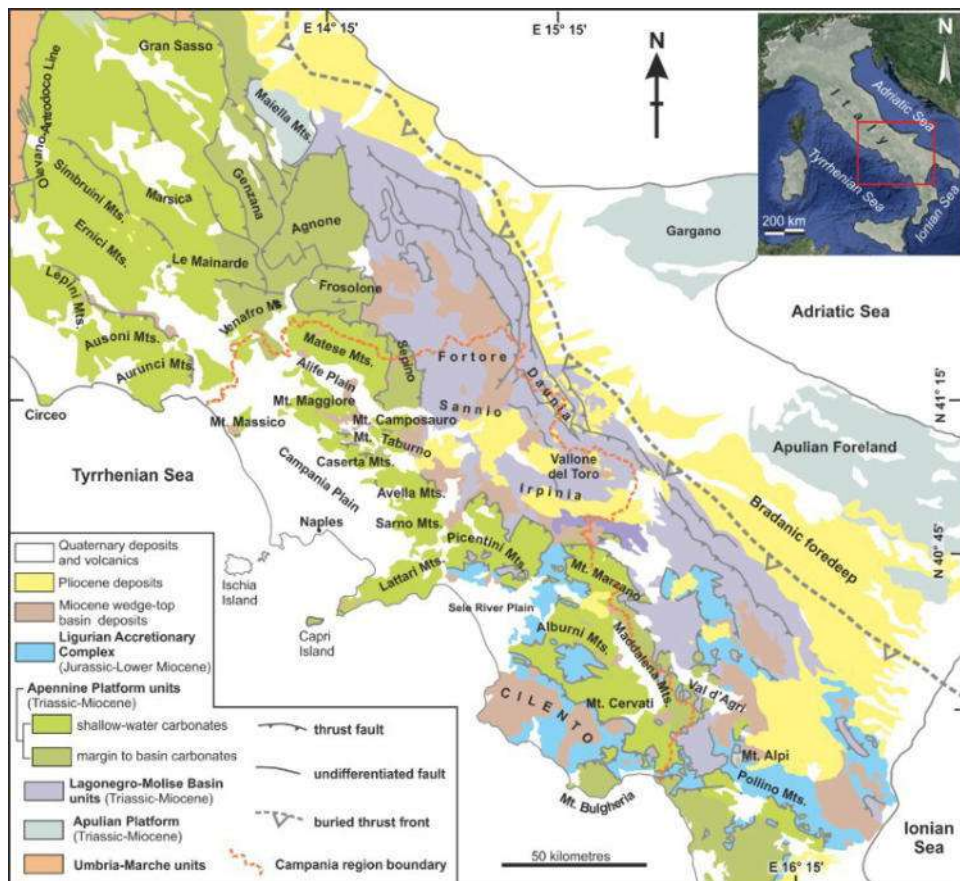 E 14° 15'
E 15° 15'
N
N
Gran Sasso
Olevano-Antrodoco Line
Maiella Mts.
Italy
Adriatic Sea
Tyrrhenian Sea
Ionian Sea
200 km
Simbruini Mts.
Marsica
Genzana
Agnone
Gargano
Ernici Mts.
Le Mainarde
Frosolone
Lepini Mts.
Venafro Mts.
Adriatic Sea
Ausoni Mts.
Matese Mts.
Sepino
Fortore
Aurunci Mts.
Alife Plain
Daunia
N 41° 15'
Circeo
Mt. Maggiore
Sannio
Mt. Massico
Mt. Camposauro
Mt. Taburno
Apulian Foreland
Caserta Mts.
Vallone
del Toro
Tyrrhenian Sea
Campania Plain
Avella Mts.
Irpinia
Bradanic foredeep
Naples
Sarno Mts.
Picentini Mts.
N 40° 45'
Ischia
Island
Lattari Mts.
Mt. Marzano
Sele River Plain
Capri
Island
Alburni Mts.
Maddalena Mts.
Val d'Agri
CILENTO
Mt. Cervati
Mt. Alpi
Pollino Mts.
Mt. Bulgheria
Ionian
Sea
50 kilometres
E 16° 15'
Quaternary deposits
and volcanics
Pliocene deposits
Miocene wedge-top
basin deposits
Ligurian Accretionary
Complex
(Jurassic-Lower Miocene)
Apennine Platform units
(Triassic-Miocene)
shallow-water carbonates
margin to basin carbonates
Lagonegro-Molise Basin
units (Triassic-Miocene)
Apulian Platform
(Triassic-Miocene)
Umbria-Marche units
thrust fault
undifferentiated fault
buried thrust front
Campania region boundary